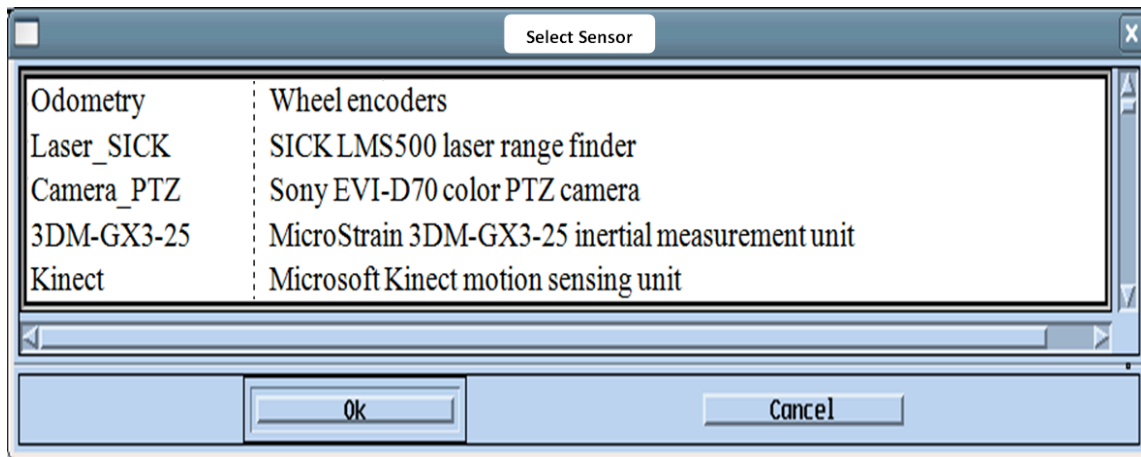 Select Sensor
Odometry Wheel encoders
Laser_SICK SICK LMS500 laser range finder
Camera_PTZ Sony EVI-D70 color PTZ camera
3DM-GX3-25 MicroStrain 3DM-GX3-25 inertial measurement unit
Kinect Microsoft Kinect motion sensing unit
Ok Cancel